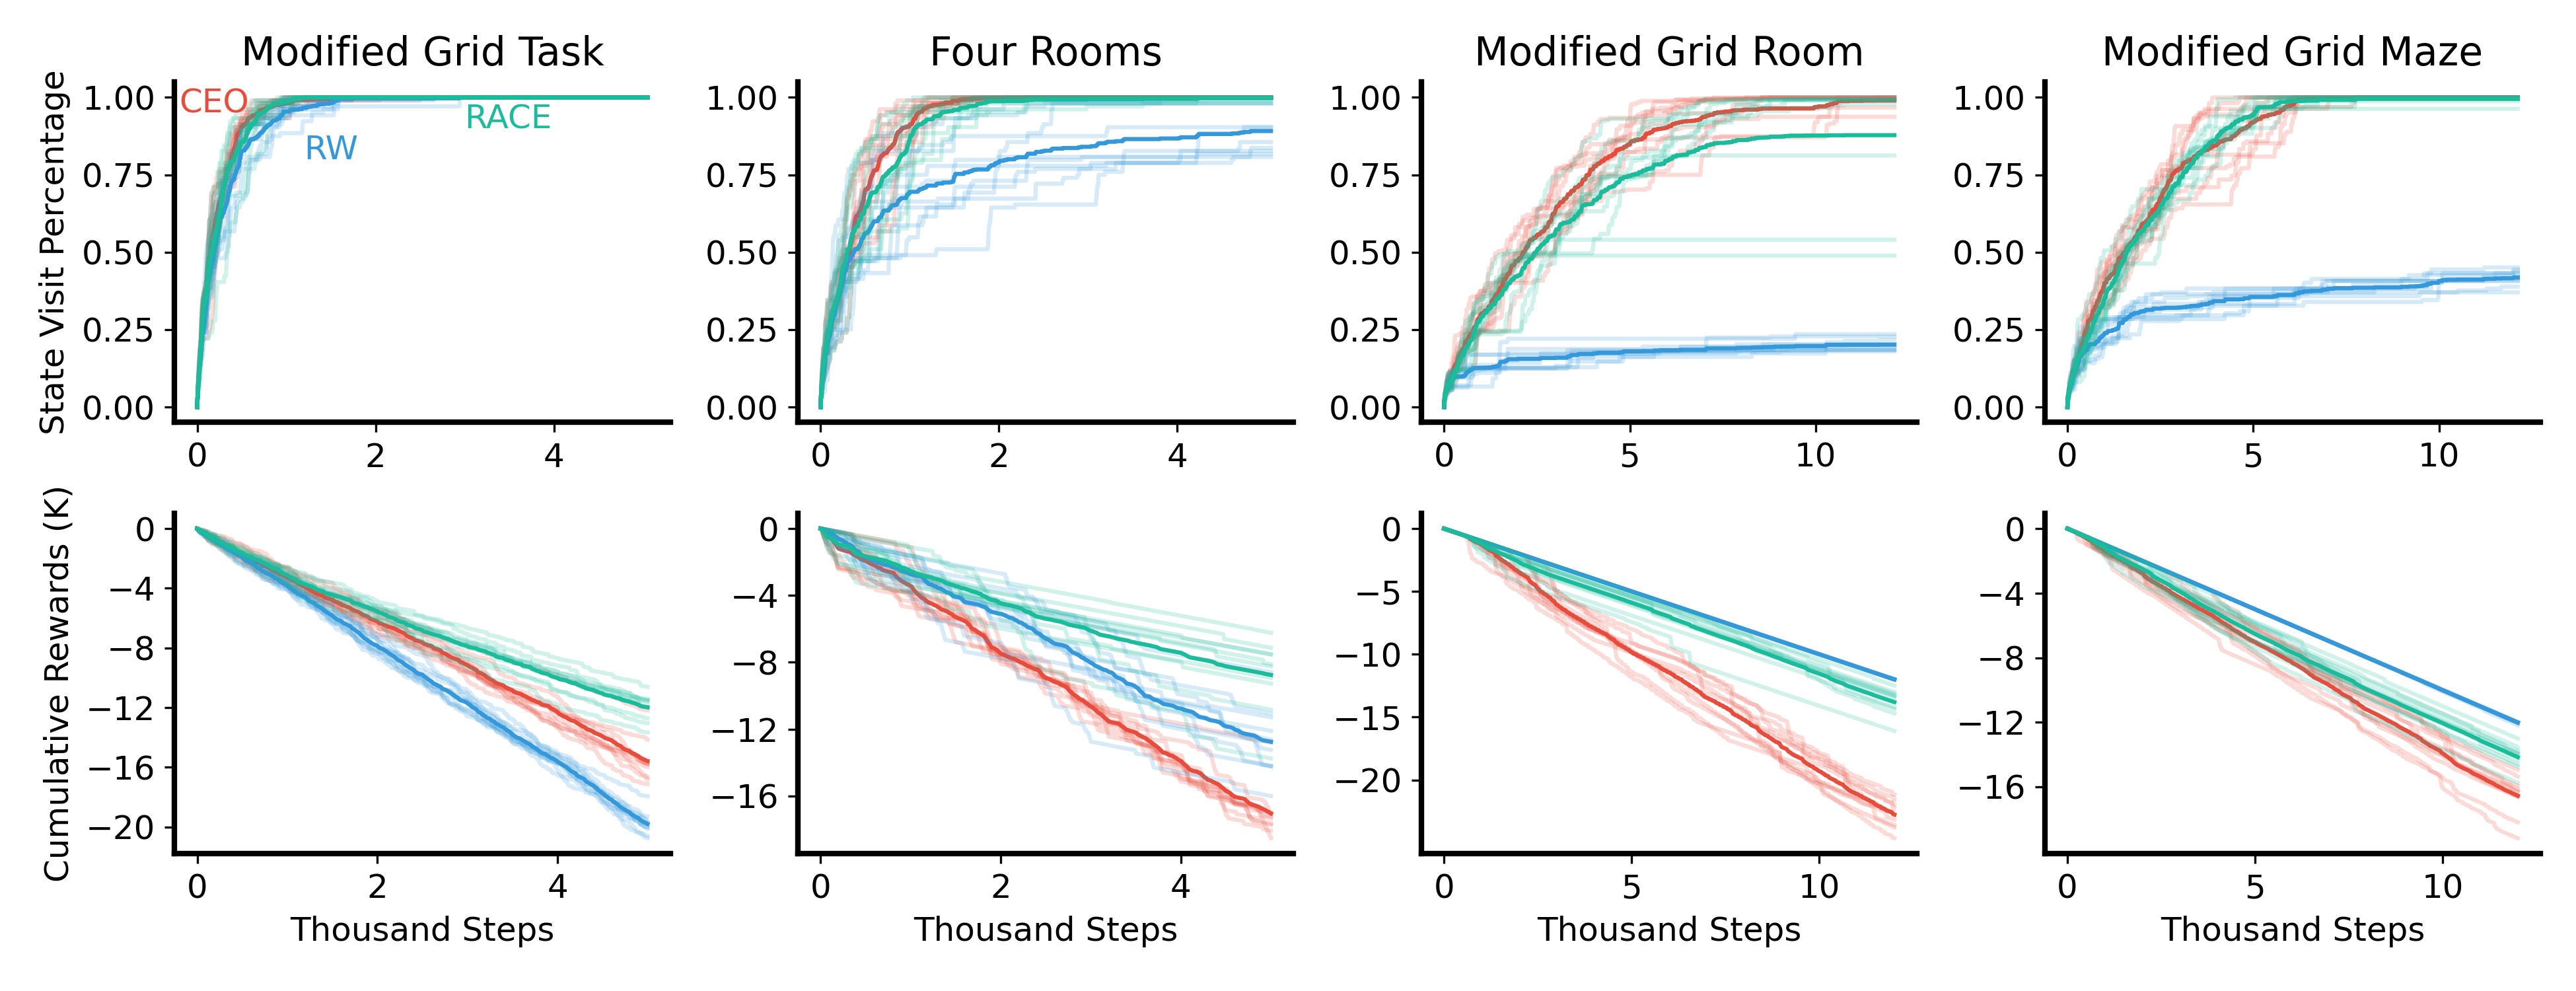 Modified Grid Task
Four Rooms
Modified Grid Room
Modified Grid Maze
State Visit Percentage
1.00
0.75
0.50
0.25
0.00
CEO
RW
RACE
0 2 4
1.00
0.75
0.50
0.25
0.00
0 2 4
1.00
0.75
0.50
0.25
0.00
0 5 10
1.00
0.75
0.50
0.25
0.00
0 5 10
Cumulative Rewards (K)
0
−4
−8
−12
−16
−20
0 2 4
Thousand Steps
0
−4
−8
−12
−16
0 2 4
Thousand Steps
0
−5
−10
−15
−20
0 5 10
Thousand Steps
0
−4
−8
−12
−16
0 5 10
Thousand Steps